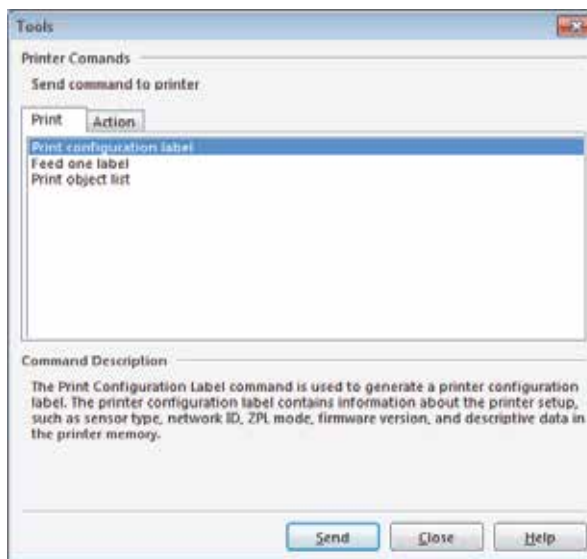 Tools
Printer Comands
Send command to printer
Print
Action
Print configuration label
Feed one label
Print object list
Command Description
The Print Configuration Label command is used to generate a printer configuration
label. The printer configuration label contains information about the printer setup,
such as sensor type, network ID, ZPL mode, firmware version, and descriptive data in
the printer memory.
Send
Close
Help